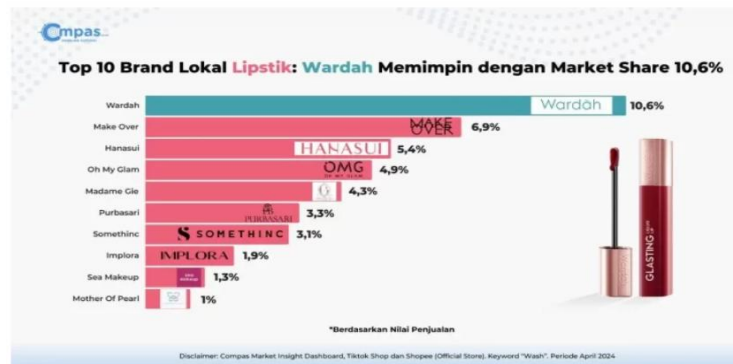 Compas
Top 10 Brand Lokal Lipstik: Wardah Memimpin dengan Market Share 10,6%
Wardah Wardah 10,6%
Make Over MAKE OVER 6,9%
Hanasui HANASUI 5,4%
Oh My Glam OMG OH MY GLAM 4,9%
Madame Gie G 4,3%
Purbasari PURBASARI 3,3%
Somethinc S SOMETHINC 3,1%
Implora IMPLORA 1,9%
Sea Makeup 1,3%
Mother Of Pearl 1%
GLASTING
*Berdasarkan Nilai Penjualan
Disclaimer: Compas Market Insight Dashboard, Tiktok Shop dan Shopee (Official Store). Keyword "Wash". Periode April 2024